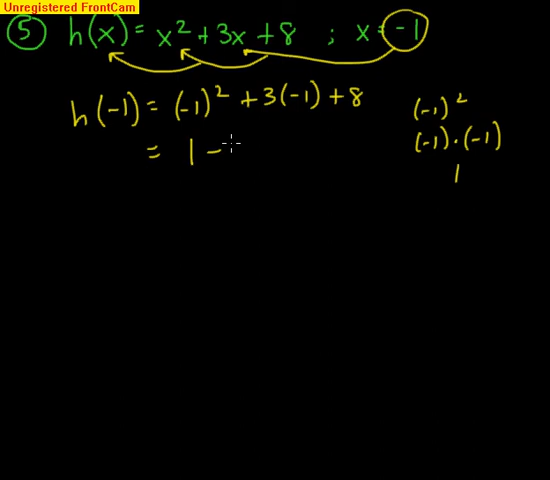 Unregistered FrontCam
5 h(x) = x² + 3x + 8 ; x = -1
h(-1) = (-1)² + 3(-1) + 8
= 1 -
(-1)²
(-1)·(-1)
1